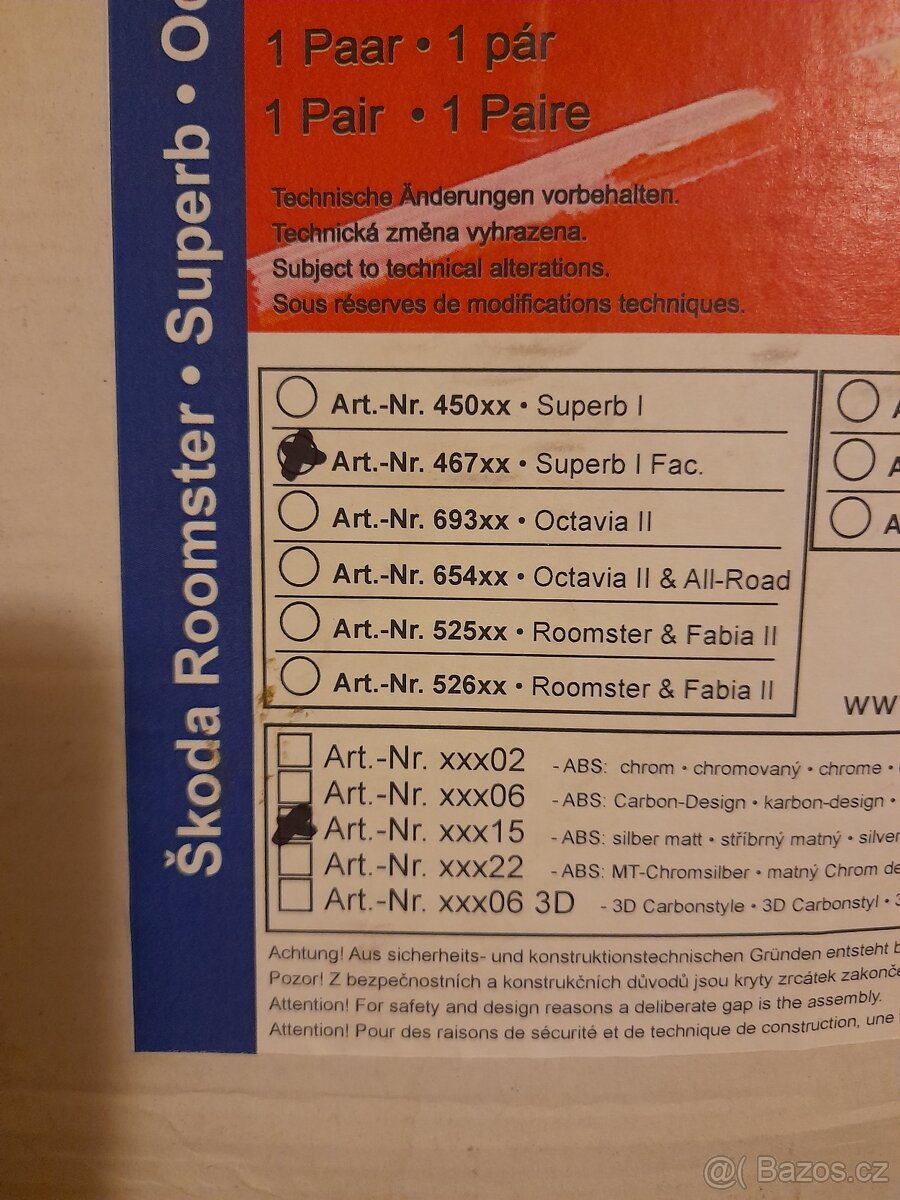 Škoda Roomster • Superb •
1 Paar • 1 pár
1 Pair • 1 Paire
Technische Änderungen vorbehalten.
Technická změna vyhrazena.
Subject to technical alterations.
Sous réserves de modifications techniques.
Art.-Nr. 450xx • Superb I
Art.-Nr. 467xx • Superb I Fac.
Art.-Nr. 693xx • Octavia II
Art.-Nr. 654xx • Octavia II & All-Road
Art.-Nr. 525xx • Roomster & Fabia II
Art.-Nr. 526xx • Roomster & Fabia II
Art.-Nr. xxx02 - ABS: chrom • chromovaný • chrome •
Art.-Nr. xxx06 - ABS: Carbon-Design • karbon-design •
Art.-Nr. xxx15 - ABS: silber matt • stříbrný matný • silver
Art.-Nr. xxx22 - ABS: MT-Chromsilber • matný Chrom
Art.-Nr. xxx06 3D - 3D Carbonstyle • 3D Carbonstyl •
Achtung! Aus sicherheits- und konstruktionstechnischen Gründen entsteht
Pozor! Z bezpečnostních a konstrukčních důvodů jsou kryty zrcátek
Attention! For safety and design reasons a deliberate gap is the assembly.
Attention! Pour des raisons de sécurité et de technique de construction, une
@( Bazos.cz